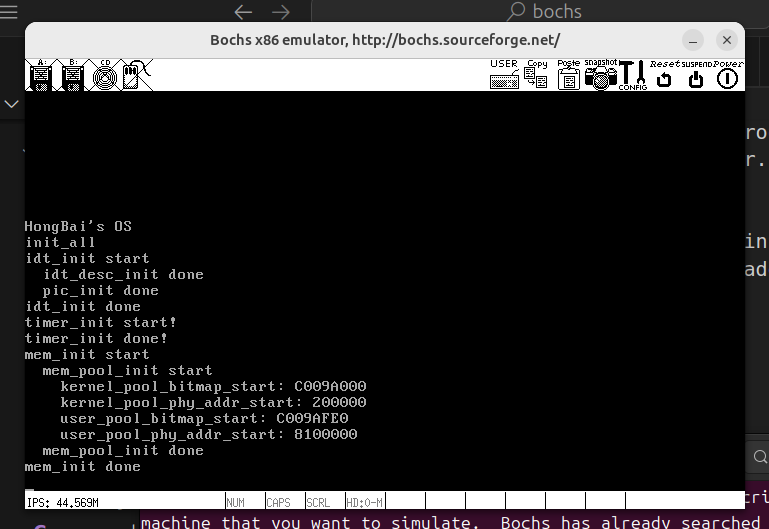 bochs
Bochs x86 emulator, http://bochs.sourceforge.net/
A: B: CD USER Copy Paste snapshot CONFIG Reset SUSPEND Power
HongBai's OS
init_all
idt_init start
idt_desc_init done
pic_init done
idt_init done
timer_init start!
timer_init done!
mem_init start
mem_pool_init start
kernel_pool_bitmap_start: C009A000
kernel_pool_phy_addr_start: 200000
user_pool_bitmap_start: C009AFE0
user_pool_phy_addr_start: 8100000
mem_pool_init done
mem_init done
ro
r.
in
ad
IPS: 44.569M NUM CAPS SCRL HD:0-M
cri
machine that you want to simulate. Bochs has already searched